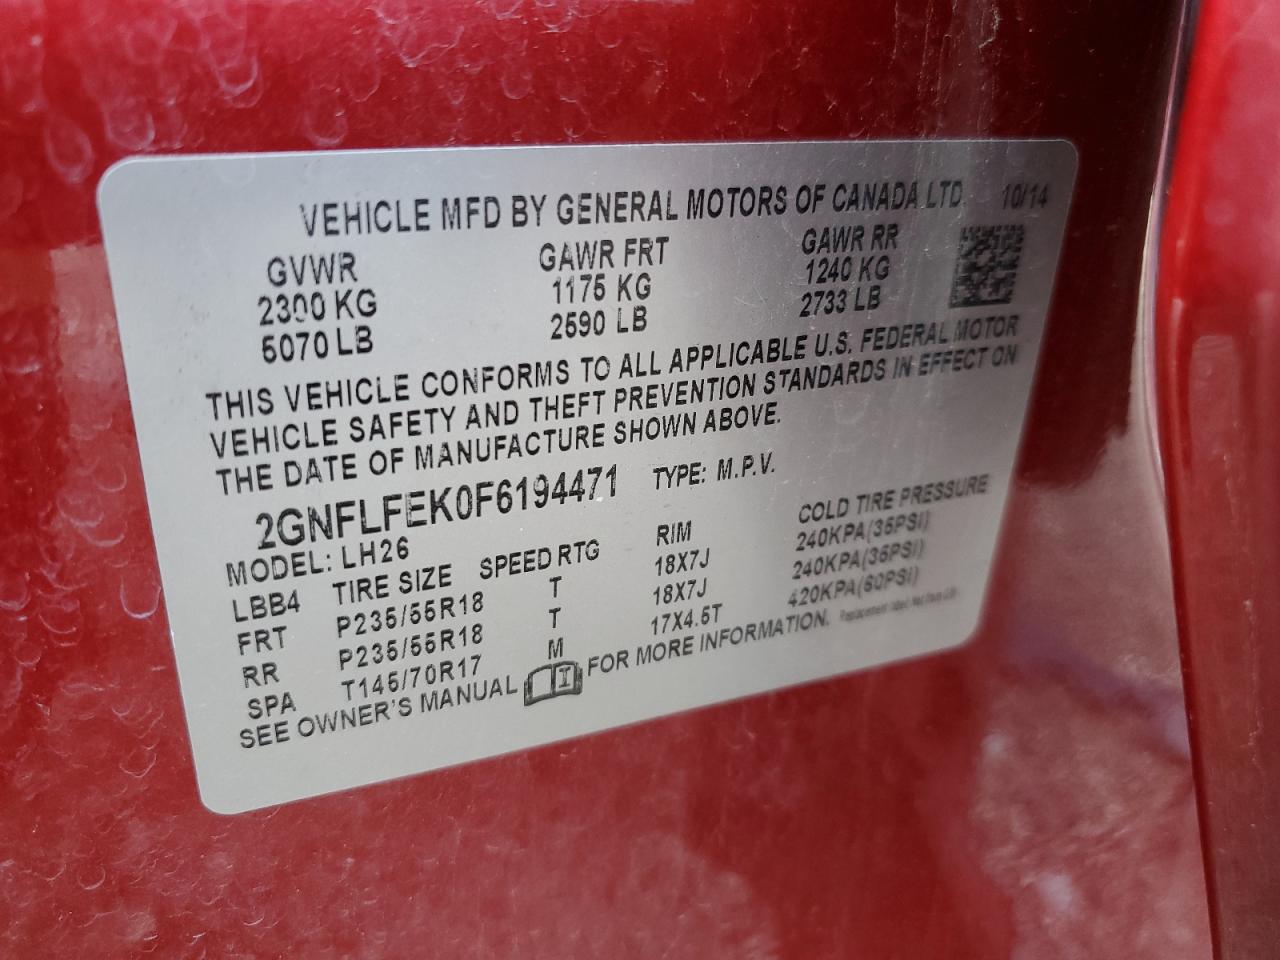 VEHICLE MFD BY GENERAL MOTORS OF CANADA LTD. 10/14
GVWR GAWR FRT GAWR RR
2300 KG 1175 KG 1240 KG
5070 LB 2590 LB 2733 LB
THIS VEHICLE CONFORMS TO ALL APPLICABLE U.S. FEDERAL MOTOR
VEHICLE SAFETY AND THEFT PREVENTION STANDARDS IN EFFECT ON
THE DATE OF MANUFACTURE SHOWN ABOVE.
2GNFLFEK0F6194471 TYPE: M.P.V.
MODEL: LH26
LBB4 TIRE SIZE SPEED RTG RIM COLD TIRE PRESSURE
FRT P235/55R18 T 18X7J 240KPA(35PSI)
RR P235/55R18 T 18X7J 240KPA(35PSI)
SPA T145/70R17 M 17X4.5T 420KPA(60PSI)
SEE OWNER'S MANUAL FOR MORE INFORMATION. Replacement label